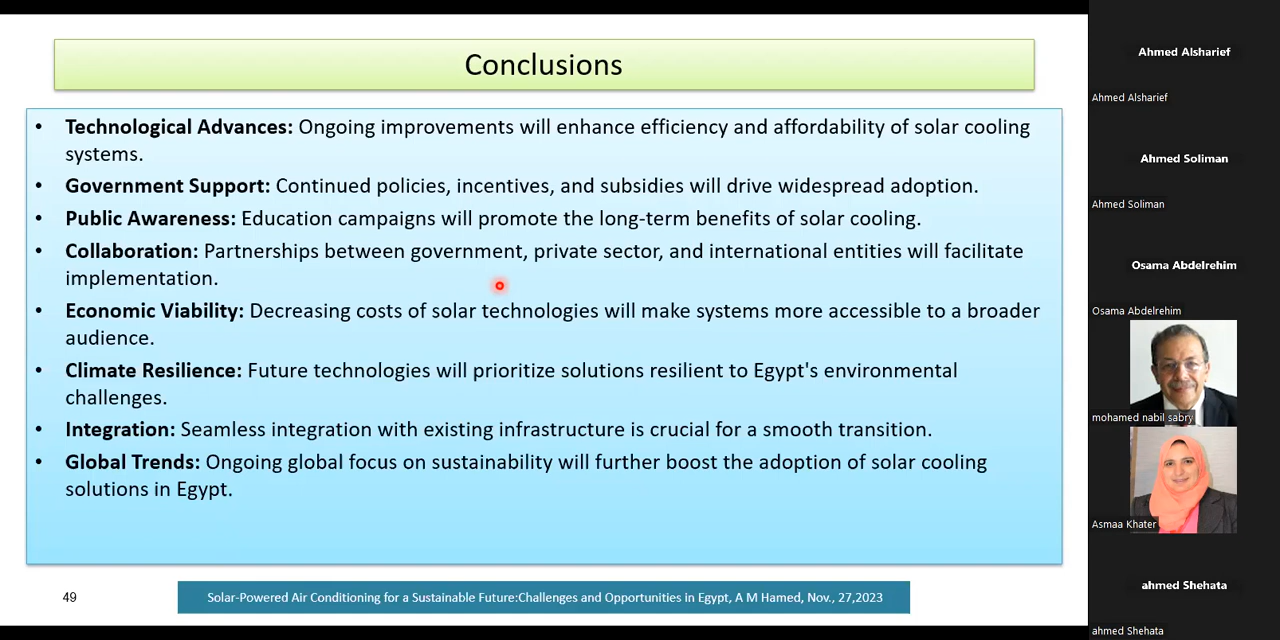 Conclusions
• Technological Advances: Ongoing improvements will enhance efficiency and affordability of solar cooling
systems.
• Government Support: Continued policies, incentives, and subsidies will drive widespread adoption.
• Public Awareness: Education campaigns will promote the long-term benefits of solar cooling.
• Collaboration: Partnerships between government, private sector, and international entities will facilitate
implementation.
• Economic Viability: Decreasing costs of solar technologies will make systems more accessible to a broader
audience.
• Climate Resilience: Future technologies will prioritize solutions resilient to Egypt's environmental
challenges.
• Integration: Seamless integration with existing infrastructure is crucial for a smooth transition.
• Global Trends: Ongoing global focus on sustainability will further boost the adoption of solar cooling
solutions in Egypt.
49
Solar-Powered Air Conditioning for a Sustainable Future:Challenges and Opportunities in Egypt, A M Hamed, Nov., 27,2023
Ahmed Alsharief
Ahmed Alsharief
Ahmed Soliman
Ahmed Soliman
Osama Abdelrehim
Osama Abdelrehim
mohamed nabil sabry
Asmaa Khater
ahmed Shehata
ahmed Shehata